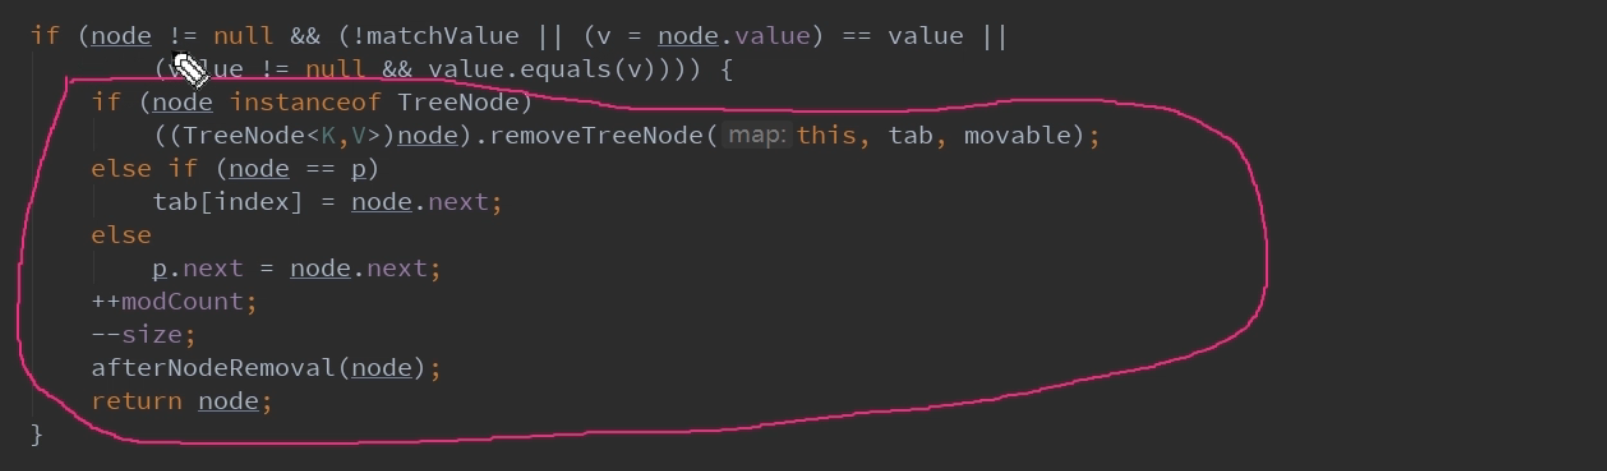 if (node != null && (!matchValue || (v = node.value) == value ||
(value != null && value.equals(v)))) {
if (node instanceof TreeNode)
((TreeNode<K,V>)node).removeTreeNode( map: this, tab, movable);
else if (node == p)
tab[index] = node.next;
else
p.next = node.next;
++modCount;
--size;
afterNodeRemoval(node);
return node;
}